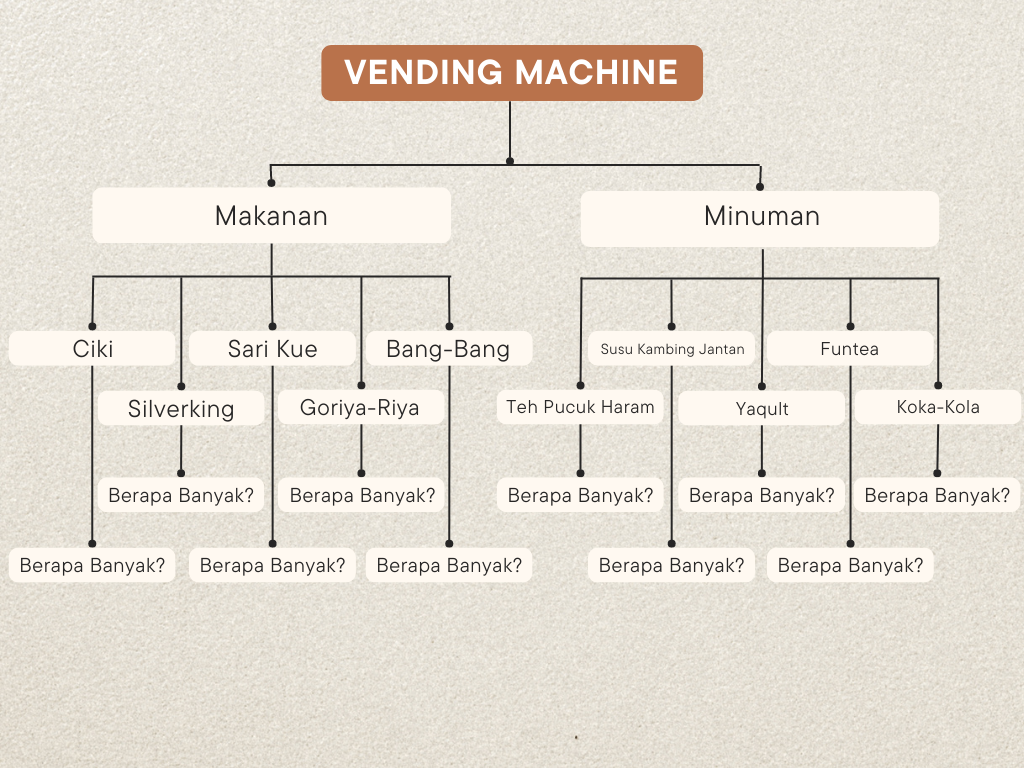 VENDING MACHINE
Makanan
Minuman
Ciki
Sari Kue
Bang-Bang
Susu Kambing Jantan
Funtea
Silverking
Goriya-Riya
Teh Pucuk Haram
Yaqult
Koka-Kola
Berapa Banyak?
Berapa Banyak?
Berapa Banyak?
Berapa Banyak?
Berapa Banyak?
Berapa Banyak?
Berapa Banyak?
Berapa Banyak?
Berapa Banyak?
Berapa Banyak?